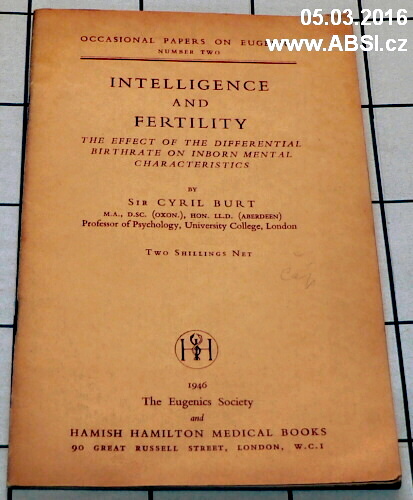 05.03.2016
www.ABSI.cz
OCCASIONAL PAPERS ON
NUMBER TWO
INTELLIGENCE
AND
FERTILITY
THE EFFECT OF THE DIFFERENTIAL
BIRTHRATE ON INBORN MENTAL
CHARACTERISTICS
BY
SIR CYRIL BURT
M.A., D.SC. (OXON.), HON. LL.D. (ABERDEEN)
Professor of Psychology, University College, London
TWO SHILLINGS NET
HH
1946
The Eugenics Society
and
HAMISH HAMILTON MEDICAL BOOKS
90 GREAT RUSSELL STREET, LONDON, W.C.1